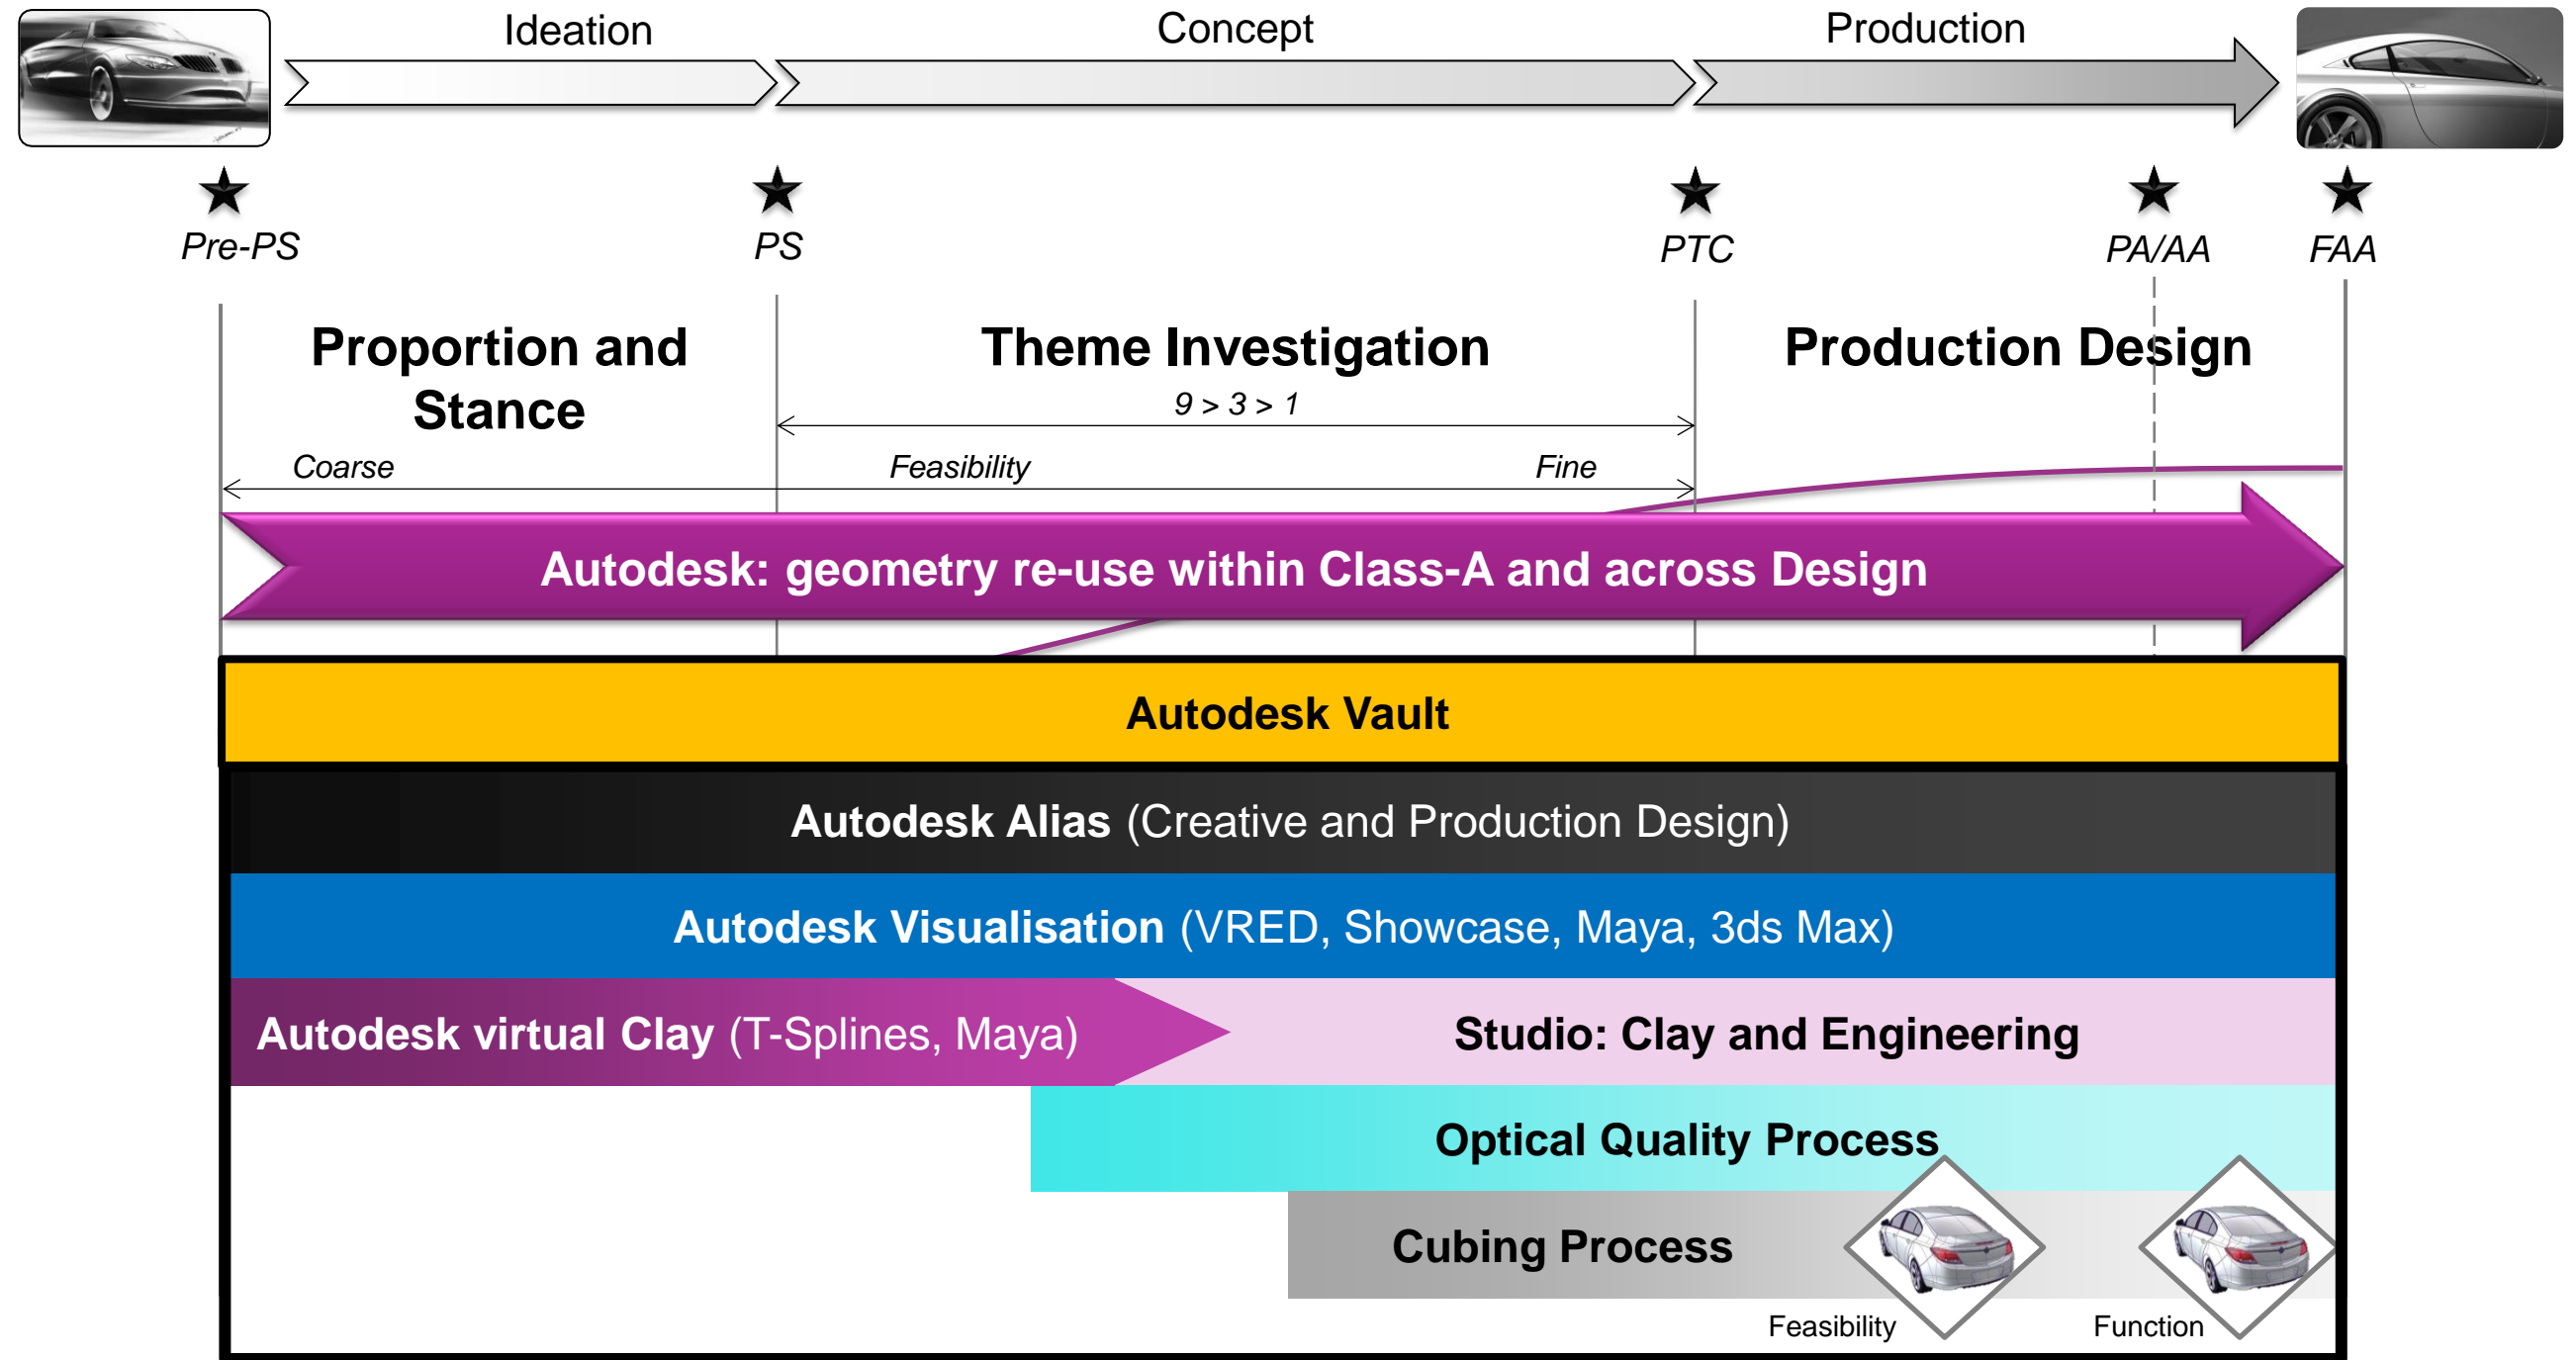 Ideation
Concept
Production
Pre-PS
PS
PTC
PA/AA
FAA
Proportion and
Stance
Theme Investigation
9 > 3 > 1
Production Design
Coarse
Feasibility
Fine
Autodesk: geometry re-use within Class-A and across Design
Autodesk Vault
Autodesk Alias (Creative and Production Design)
Autodesk Visualisation (VRED, Showcase, Maya, 3ds Max)
Autodesk virtual Clay (T-Splines, Maya)
Studio: Clay and Engineering
Optical Quality Process
Cubing Process
Feasibility
Function